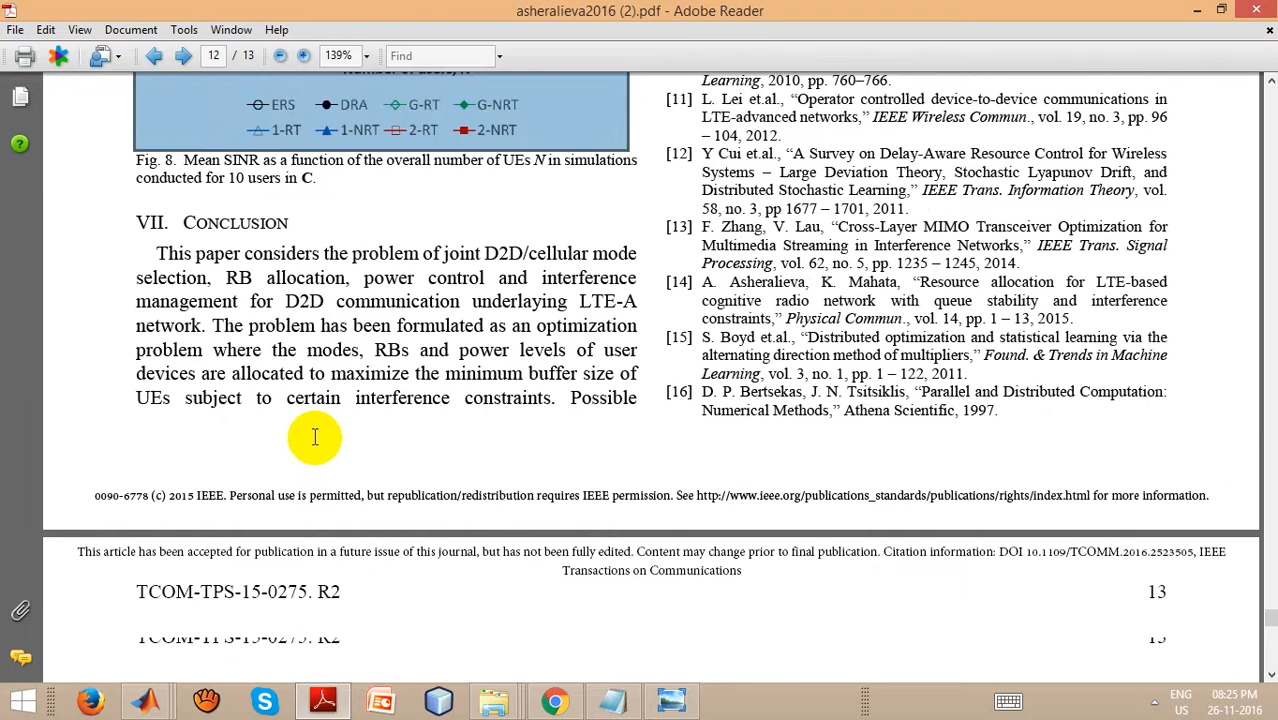 asheralieva2016 (2).pdf - Adobe Reader
File Edit View Document Tools Window Help
12 / 13 139% Find
ERS DRA G-RT G-NRT
1-RT 1-NRT 2-RT 2-NRT
Fig. 8. Mean SINR as a function of the overall number of UEs N in simulations
conducted for 10 users in C.
VII. CONCLUSION
This paper considers the problem of joint D2D/cellular mode
selection, RB allocation, power control and interference
management for D2D communication underlaying LTE-A
network. The problem has been formulated as an optimization
problem where the modes, RBs and power levels of user
devices are allocated to maximize the minimum buffer size of
UEs subject to certain interference constraints. Possible
Learning, 2010, pp. 760–766.
[11] L. Lei et.al., “Operator controlled device-to-device communications in
LTE-advanced networks,” IEEE Wireless Commun., vol. 19, no. 3, pp. 96
– 104, 2012.
[12] Y Cui et.al., “A Survey on Delay-Aware Resource Control for Wireless
Systems – Large Deviation Theory, Stochastic Lyapunov Drift, and
Distributed Stochastic Learning,” IEEE Trans. Information Theory, vol.
58, no. 3, pp 1677 – 1701, 2011.
[13] F. Zhang, V. Lau, “Cross-Layer MIMO Transceiver Optimization for
Multimedia Streaming in Interference Networks,” IEEE Trans. Signal
Processing, vol. 62, no. 5, pp. 1235 – 1245, 2014.
[14] A. Asheralieva, K. Mahata, “Resource allocation for LTE-based
cognitive radio network with queue stability and interference
constraints,” Physical Commun., vol. 14, pp. 1 – 13, 2015.
[15] S. Boyd et.al., “Distributed optimization and statistical learning via the
alternating direction method of multipliers,” Found. & Trends in Machine
Learning, vol. 3, no. 1, pp. 1 – 122, 2011.
[16] D. P. Bertsekas, J. N. Tsitsiklis, “Parallel and Distributed Computation:
Numerical Methods,” Athena Scientific, 1997.
0090-6778 (c) 2015 IEEE. Personal use is permitted, but republication/redistribution requires IEEE permission. See http://www.ieee.org/publications_standards/publications/rights/index.html for more information.
This article has been accepted for publication in a future issue of this journal, but has not been fully edited. Content may change prior to final publication. Citation information: DOI 10.1109/TCOMM.2016.2523505, IEEE
Transactions on Communications
TCOM-TPS-15-0275. R2 13
ENG 08:25 PM
US 26-11-2016